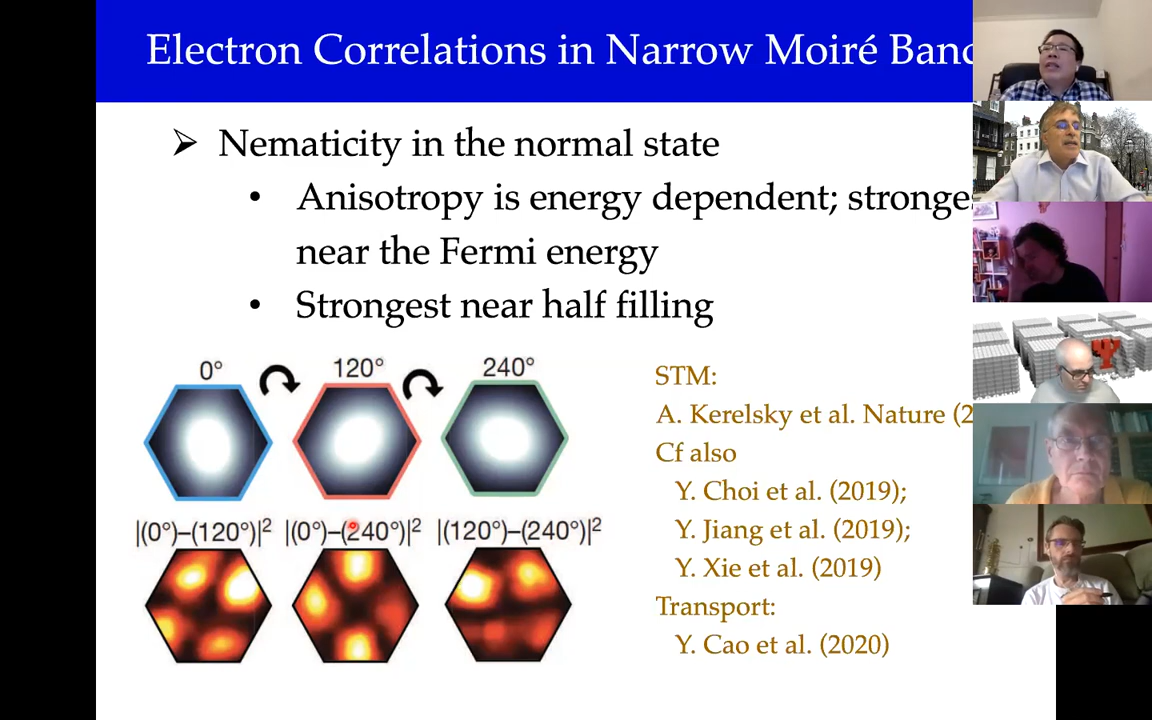 Electron Correlations in Narrow Moiré
➢ Nematicity in the normal state
• Anisotropy is energy dependent;
near the Fermi energy
• Strongest near half filling
0° 120° 240°
|(0°)–(120°)|² |(0°)–(240°)|² |(120°)–(240°)|²
STM:
A. Kerelsky et al. Nature
Cf also
Y. Choi et al. (2019);
Y. Jiang et al. (2019);
Y. Xie et al. (2019)
Transport:
Y. Cao et al. (2020)